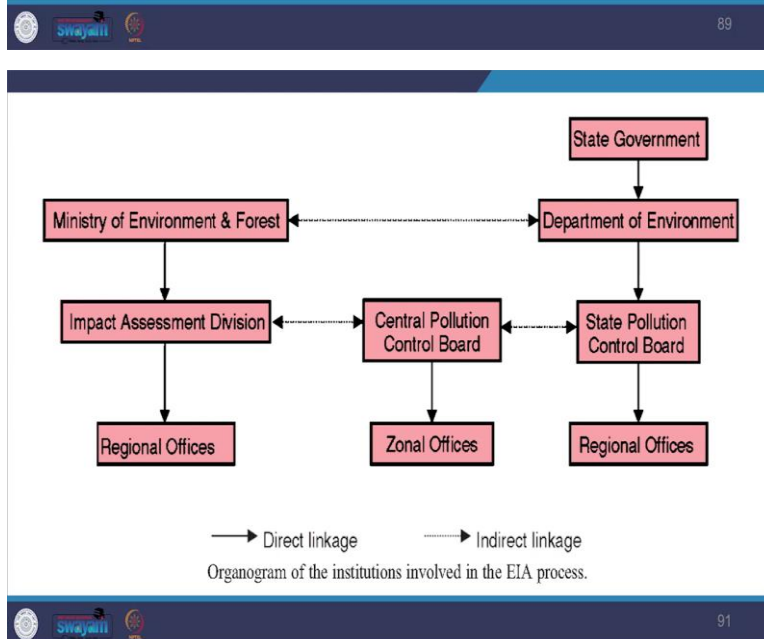 swayam
89
State Government
Ministry of Environment & Forest
Department of Environment
Impact Assessment Division
Central Pollution
Control Board
State Pollution
Control Board
Regional Offices
Zonal Offices
Regional Offices
Direct linkage
Indirect linkage
Organogram of the institutions involved in the EIA process.
swayam
91